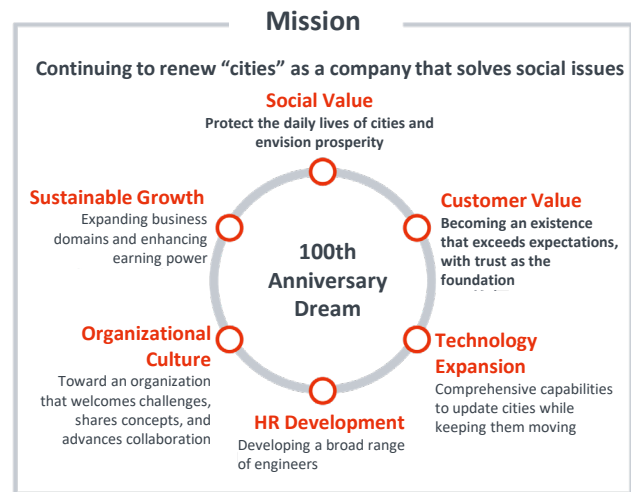 Mission
Continuing to renew “cities” as a company that solves social issues
Social Value
Protect the daily lives of cities and
envision prosperity
Sustainable Growth
Expanding business
domains and enhancing
earning power
Customer Value
Becoming an existence
that exceeds expectations,
with trust as the
foundation
100th
Anniversary
Dream
Organizational
Culture
Toward an organization
that welcomes challenges,
shares concepts, and
advances collaboration
Technology
Expansion
Comprehensive capabilities
to update cities while
keeping them moving
HR Development
Developing a broad range
of engineers